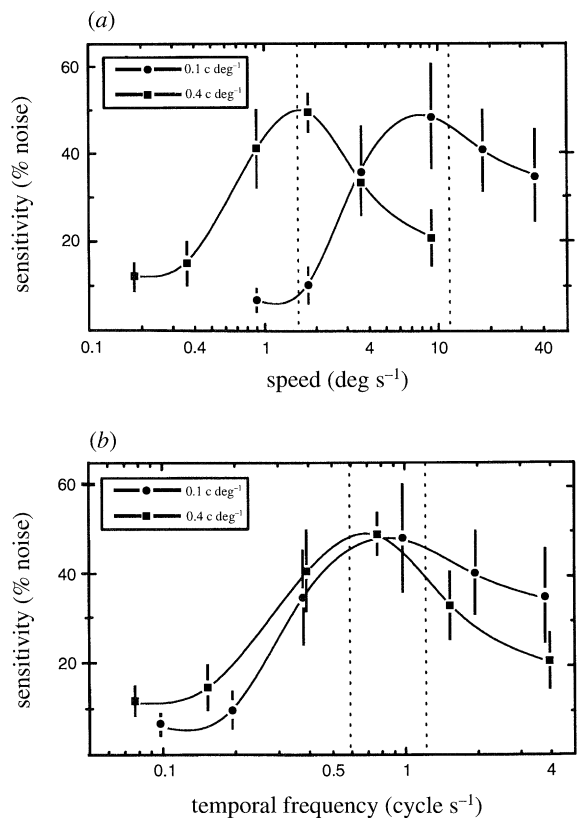 (a)
60
0.1 c deg⁻¹
0.4 c deg⁻¹
40
20
sensitivity (% noise)
0.1 0.4 1 4 10 40
speed (deg s⁻¹)
(b)
60
0.1 c deg⁻¹
0.4 c deg⁻¹
40
20
sensitivity (% noise)
0.1 0.5 1 4
temporal frequency (cycle s⁻¹)